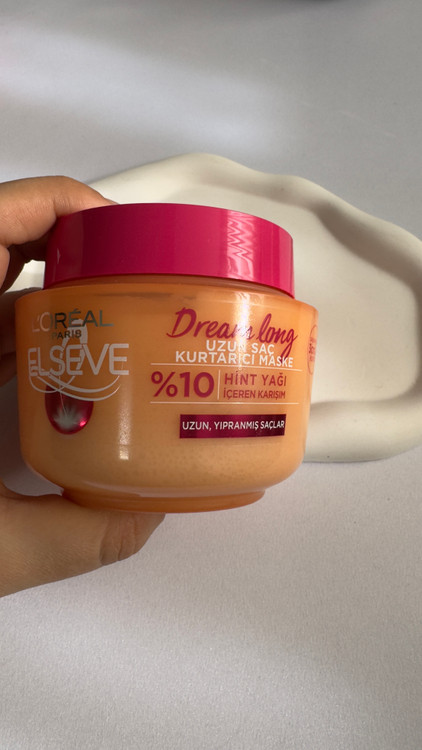 L'ORÉAL
PARIS
ELSEVE
Dream long
UZUN SAÇ
KURTARICI MASKE
%10 HİNT YAĞI
İÇEREN KARIŞIM
UZUN, YIPRANMIŞ SAÇLAR